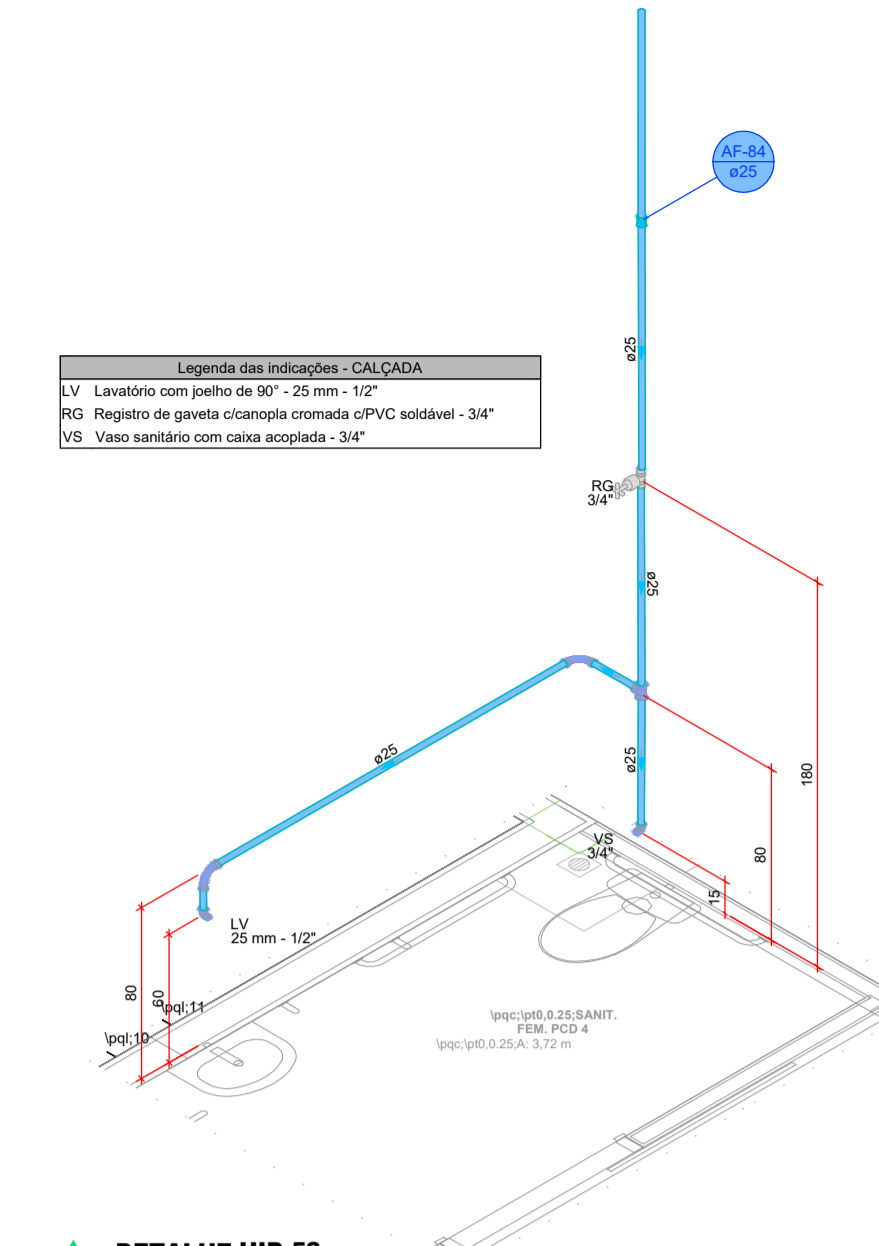 AF-84
ø25
ø25
Legenda das indicações - CALÇADA
LV Lavatório com joelho de 90° - 25 mm - 1/2"
RG Registro de gaveta c/canopla cromada c/PVC soldável - 3/4"
VS Vaso sanitário com caixa acoplada - 3/4"
RG
3/4"
ø25
ø25
ø25
180
80
15
VS
3/4"
LV
25 mm - 1/2"
80
60
\pql;11
\pql;10
\pqc;\pt0,0.25;SANIT.
FEM. PCD 4
\pqc;\pt0,0.25;A: 3,72 m